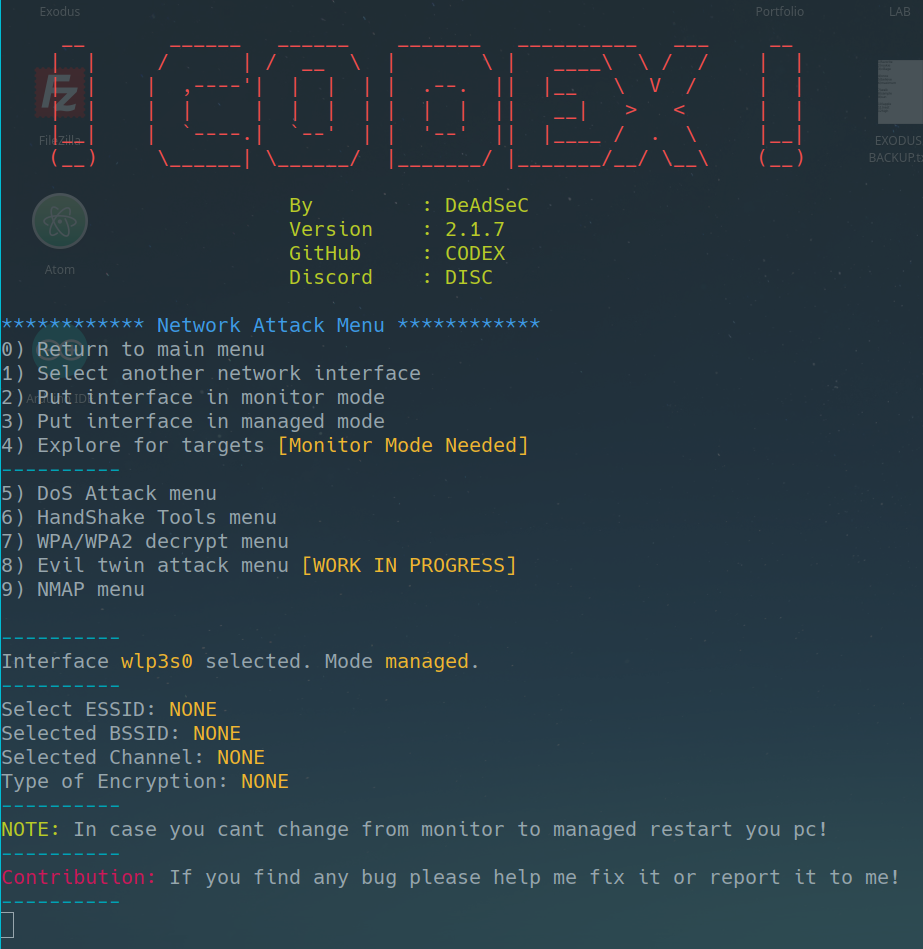 Exodus
Portfolio
LAB
! CODEX !
FileZilla
EXODUS
BACKUP.t
By : DeAdSeC
Version : 2.1.7
GitHub : CODEX
Discord : DISC
Atom
************ Network Attack Menu ************
0) Return to main menu
1) Select another network interface
2) Put interface in monitor mode
3) Put interface in managed mode
4) Explore for targets [Monitor Mode Needed]
----------
5) DoS Attack menu
6) HandShake Tools menu
7) WPA/WPA2 decrypt menu
8) Evil twin attack menu [WORK IN PROGRESS]
9) NMAP menu
----------
Interface wlp3s0 selected. Mode managed.
----------
Select ESSID: NONE
Selected BSSID: NONE
Selected Channel: NONE
Type of Encryption: NONE
----------
NOTE: In case you cant change from monitor to managed restart you pc!
----------
Contribution: If you find any bug please help me fix it or report it to me!
----------